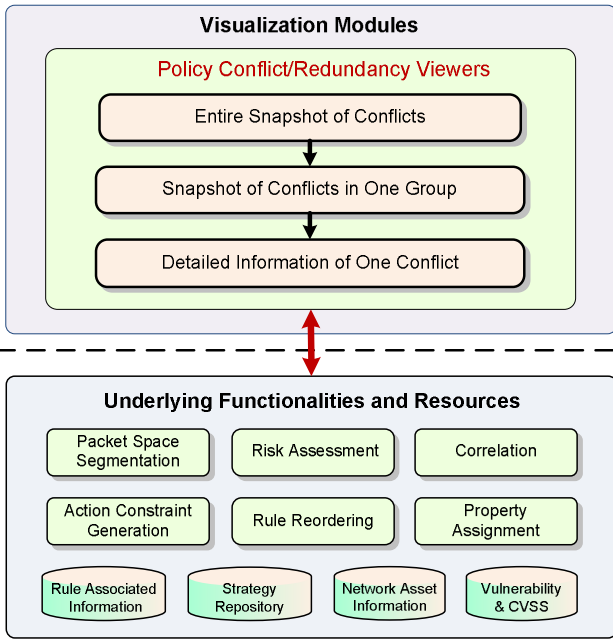 Visualization Modules
Policy Conflict/Redundancy Viewers
Entire Snapshot of Conflicts
Snapshot of Conflicts in One Group
Detailed Information of One Conflict
Underlying Functionalities and Resources
Packet Space
Segmentation
Risk Assessment
Correlation
Action Constraint
Generation
Rule Reordering
Property
Assignment
Rule Associated
Information
Strategy
Repository
Network Asset
Information
Vulnerability
& CVSS